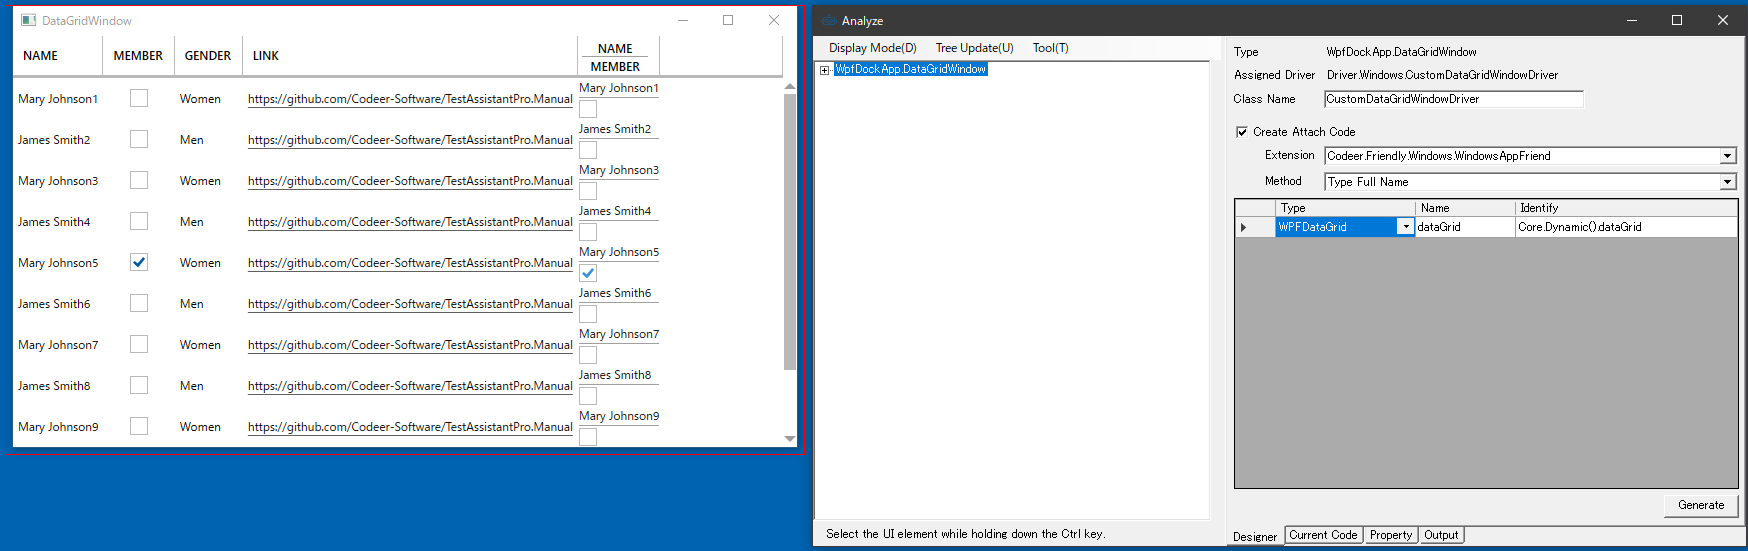 DataGridWindow
NAME MEMBER GENDER LINK NAME
MEMBER
Mary Johnson1 Women https://github.com/Codeer-Software/TestAssistantPro.Manual Mary Johnson1
James Smith2 Men https://github.com/Codeer-Software/TestAssistantPro.Manual James Smith2
Mary Johnson3 Women https://github.com/Codeer-Software/TestAssistantPro.Manual Mary Johnson3
James Smith4 Men https://github.com/Codeer-Software/TestAssistantPro.Manual James Smith4
Mary Johnson5 Women https://github.com/Codeer-Software/TestAssistantPro.Manual Mary Johnson5
James Smith6 Men https://github.com/Codeer-Software/TestAssistantPro.Manual James Smith6
Mary Johnson7 Women https://github.com/Codeer-Software/TestAssistantPro.Manual Mary Johnson7
James Smith8 Men https://github.com/Codeer-Software/TestAssistantPro.Manual James Smith8
Mary Johnson9 Women https://github.com/Codeer-Software/TestAssistantPro.Manual Mary Johnson9
Analyze
Display Mode(D) Tree Update(U) Tool(T)
WpfDockApp.DataGridWindow
Select the UI element while holding down the Ctrl key.
Type WpfDockApp.DataGridWindow
Assigned Driver Driver.Windows.CustomDataGridWindowDriver
Class Name CustomDataGridWindowDriver
Create Attach Code
Extension Codeer.Friendly.Windows.WindowsAppFriend
Method Type Full Name
Type Name Identify
WPFDataGrid dataGrid Core.Dynamic().dataGrid
Generate
Designer Current Code Property Output